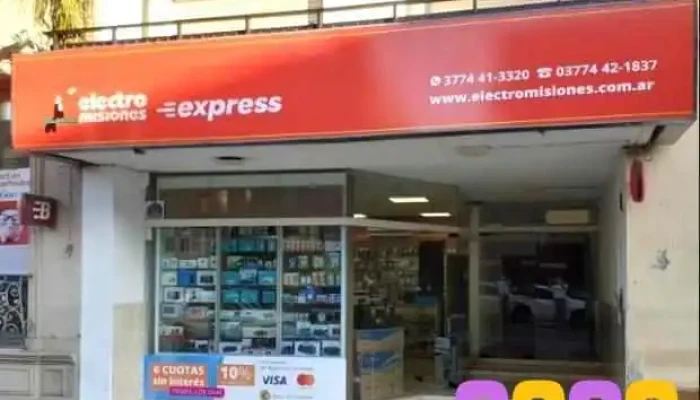 electro
misiones
express
3774 41-3320 03774 42-1837
www.electromisiones.com.ar
6 CUOTAS
sin interés
10%
VISA
mastercard